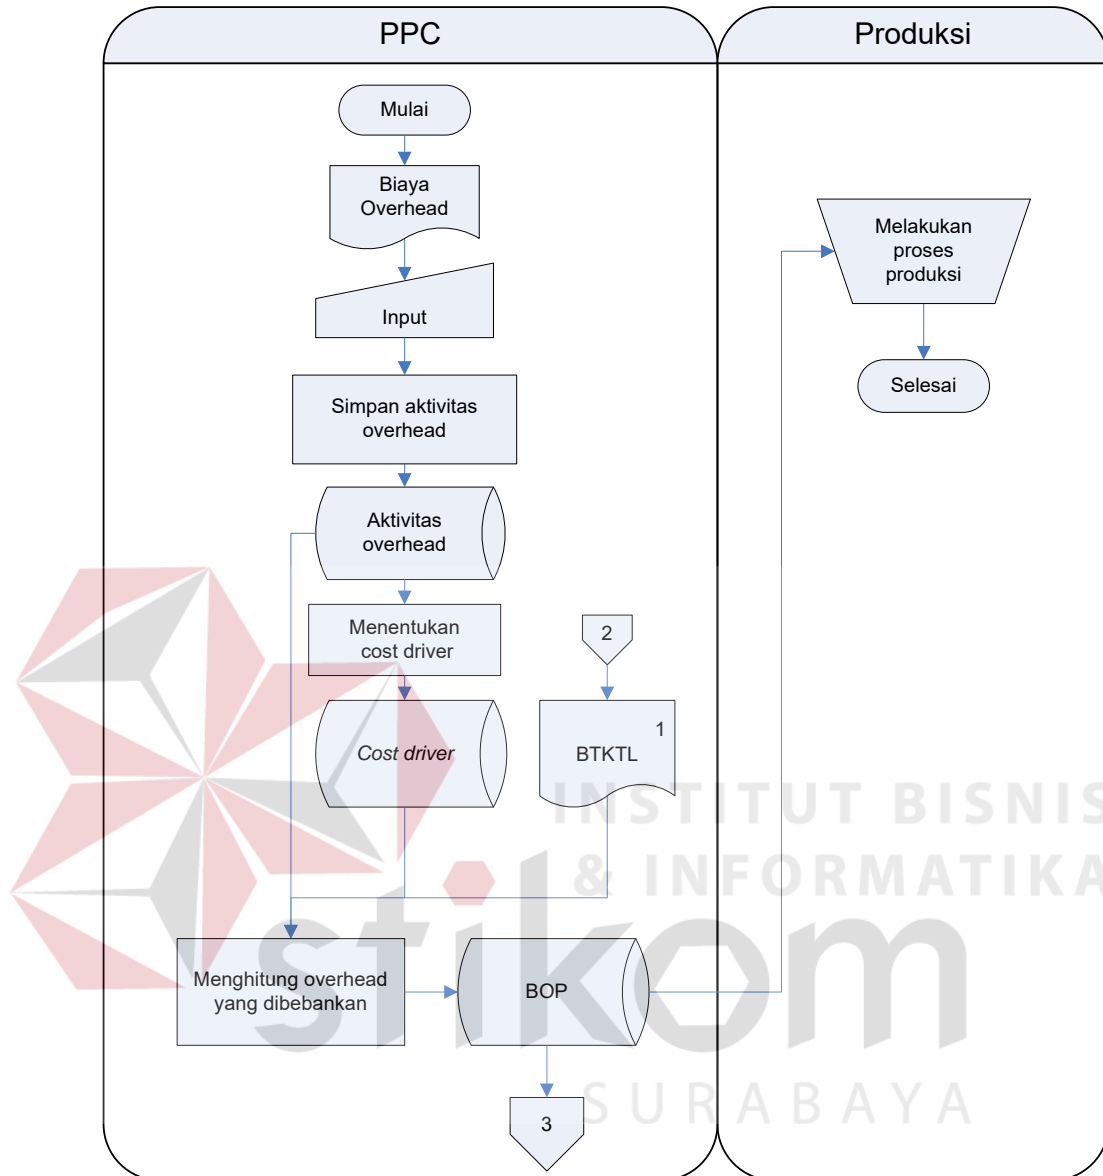 PPC
Produksi
Mulai
Biaya
Overhead
Input
Simpan aktivitas
overhead
Aktivitas
overhead
Menentukan
cost driver
Cost driver
2
1
BTKTL
Menghitung overhead
yang dibebankan
BOP
3
Melakukan
proses
produksi
Selesai
INSTITUT BISNIS
& INFORMATIKA
stikom
SURABAYA